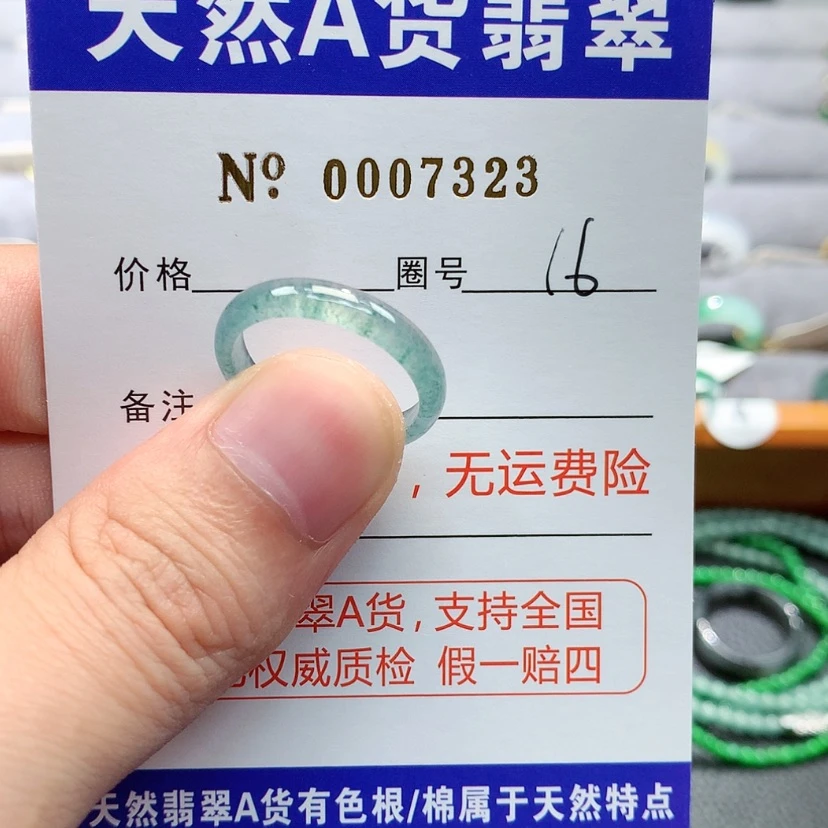 天然A货翡翠
Nº 0007323
价格 圈号 16
备注
，无运费险
翠A货，支持全国
权威质检 假一赔四
天然翡翠A货有色根/棉属于天然特点